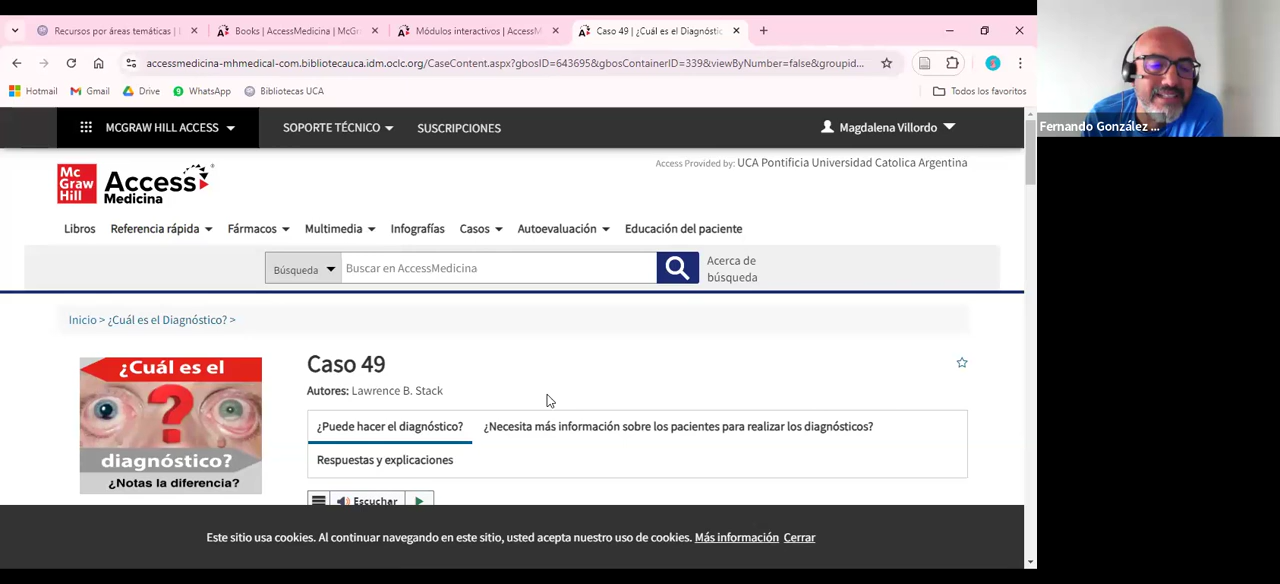 Recursos por áreas temáticas |
Books | AccessMedicina | McGr
Módulos interactivos | AccessM
Caso 49 | ¿Cuál es el Diagnóstic
accessmedicina-mhmedical-com.bibliotecauca.idm.oclc.org/CaseContent.aspx?gbosID=643695&gbosContainerID=339&viewByNumber=false&groupid...
Hotmail
Gmail
Drive
WhatsApp
Bibliotecas UCA
Todos los favoritos
MCGRAW HILL ACCESS
SOPORTE TÉCNICO
SUSCRIPCIONES
Magdalena Villordo
Fernando González ...
Mc
Graw
Hill
Access
Medicina
Access Provided by: UCA Pontificia Universidad Catolica Argentina
Libros
Referencia rápida
Fármacos
Multimedia
Infografías
Casos
Autoevaluación
Educación del paciente
Búsqueda
Buscar en AccessMedicina
Acerca de
búsqueda
Inicio > ¿Cuál es el Diagnóstico? >
¿Cuál es el
?
diagnóstico?
¿Notas la diferencia?
Caso 49
Autores: Lawrence B. Stack
¿Puede hacer el diagnóstico?
¿Necesita más información sobre los pacientes para realizar los diagnósticos?
Respuestas y explicaciones
Escuchar
Este sitio usa cookies. Al continuar navegando en este sitio, usted acepta nuestro uso de cookies. Más información Cerrar